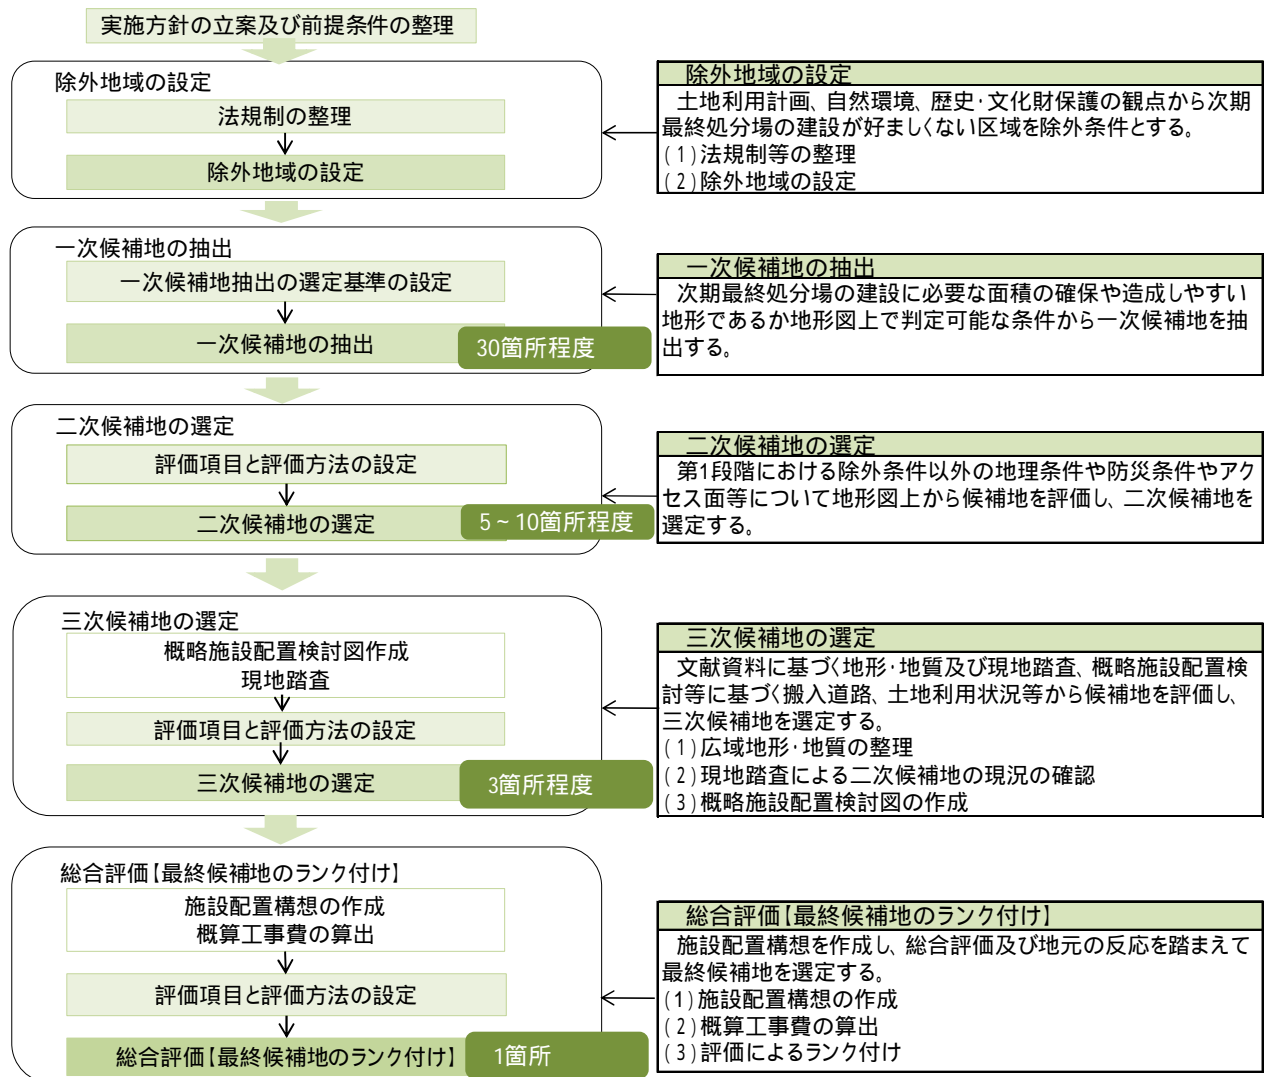 実施方針の立案及び前提条件の整理
除外地域の設定
法規制の整理
除外地域の設定
除外地域の設定
土地利用計画、自然環境、歴史・文化財保護の観点から次期
最終処分場の建設が好ましくない区域を除外条件とする。
(1)法規制等の整理
(2)除外地域の設定
一次候補地の抽出
一次候補地抽出の選定基準の設定
一次候補地の抽出
30箇所程度
一次候補地の抽出
次期最終処分場の建設に必要な面積の確保や造成しやすい
地形であるか地形図上で判定可能な条件から一次候補地を抽
出する。
二次候補地の選定
評価項目と評価方法の設定
二次候補地の選定
5~10箇所程度
二次候補地の選定
第1段階における除外条件以外の地理条件や防災条件やアク
セス面等について地形図上から候補地を評価し、二次候補地を
選定する。
三次候補地の選定
概略施設配置検討図作成
現地踏査
評価項目と評価方法の設定
三次候補地の選定
3箇所程度
三次候補地の選定
文献資料に基づく地形・地質及び現地踏査、概略施設配置検
討等に基づく搬入道路、土地利用状況等から候補地を評価し、
三次候補地を選定する。
(1)広域地形・地質の整理
(2)現地踏査による二次候補地の現況の確認
(3)概略施設配置検討図の作成
総合評価【最終候補地のランク付け】
施設配置構想の作成
概算工事費の算出
評価項目と評価方法の設定
総合評価【最終候補地のランク付け】
1箇所
総合評価【最終候補地のランク付け】
施設配置構想を作成し、総合評価及び地元の反応を踏まえて
最終候補地を選定する。
(1)施設配置構想の作成
(2)概算工事費の算出
(3)評価によるランク付け